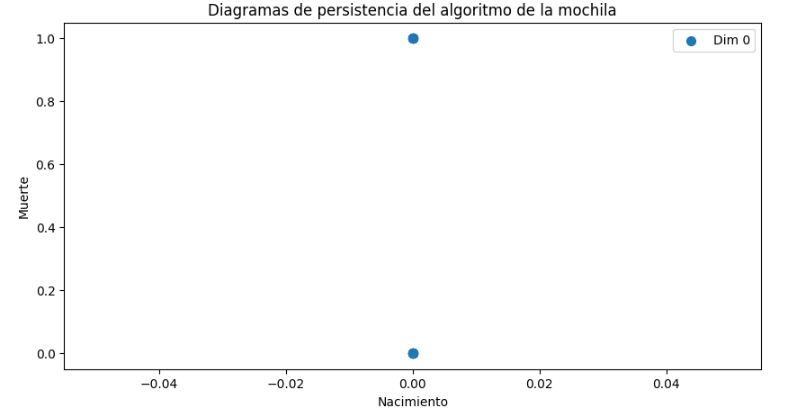 Diagramas de persistencia del algoritmo de la mochila
Dim 0
1.0
0.8
0.6
0.4
0.2
0.0
Muerte
−0.04
−0.02
0.00
0.02
0.04
Nacimiento